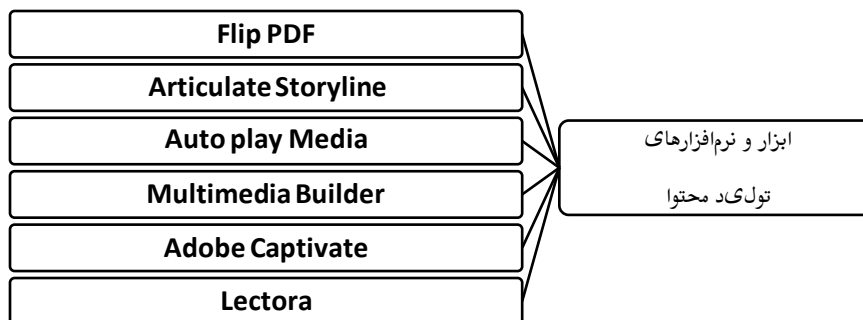 ابزار و نرم‌افزارهای
تولید محتوا
Flip PDF
Articulate Storyline
Auto play Media
Multimedia Builder
Adobe Captivate
Lectora